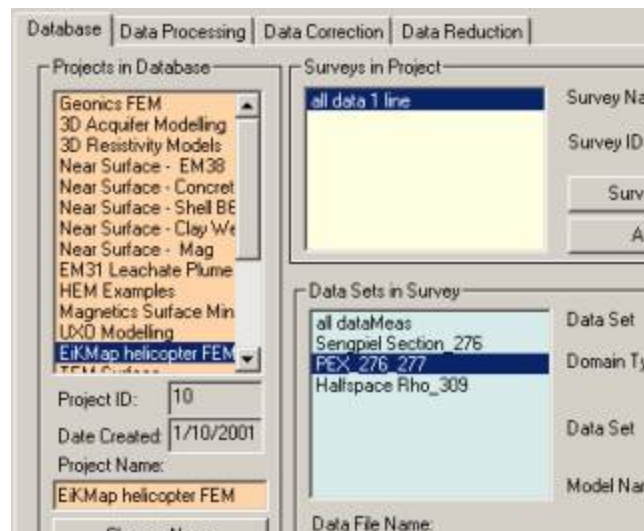 Database Data Processing Data Correction Data Reduction
Projects in Database
Geonics FEM
3D Acquifer Modelling
3D Resistivity Models
Near Surface - EM38
Near Surface - Concret
Near Surface - Shell
Near Surface - Clay We
Near Surface - Mag
EM31 Leachate Plume
HEM Examples
Magnetics Surface Min
UXO Modelling
EiKMap helicopter FEM
Project ID: 10
Date Created: 1/10/2001
Project Name:
EiKMap helicopter FEM
Surveys in Project
all data 1 line
Survey Na
Survey ID
Surv
A
Data Sets in Survey
all dataMeas
Sengpiel Section_276
PEX_276_277
Halfspace Rho_309
Data Set
Domain Ty
Data Set
Model Nar
Data File Name: